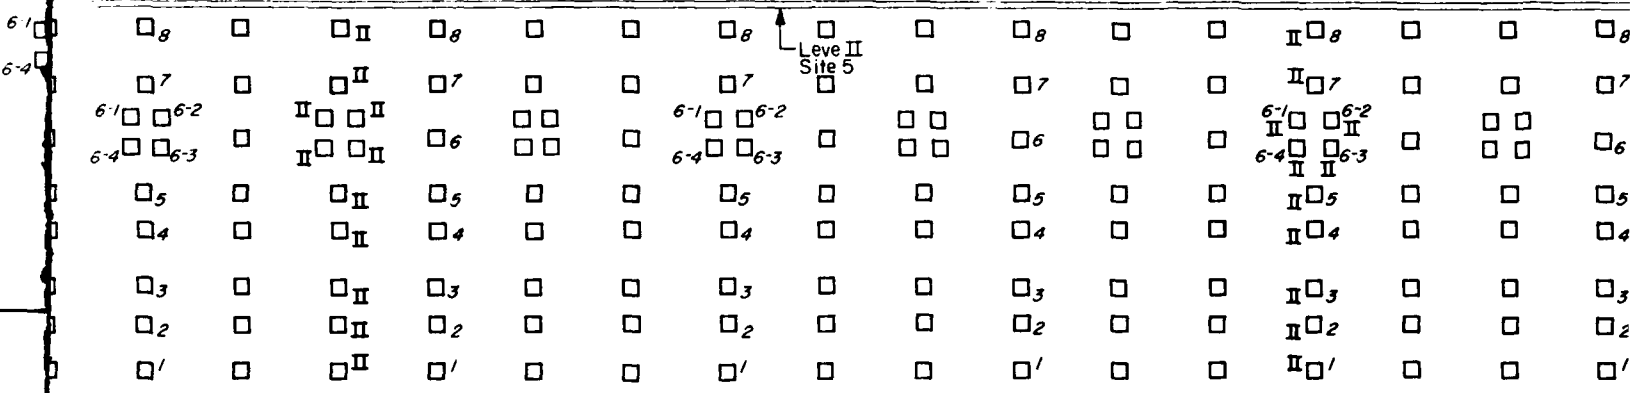 6-1 8 II 8 8 8 II 8 8
Leve II
Site 5
6-4 7 II 7 7 7 II 7 7
6-1 6-2 II II 6-1 6-2 6-1 6-2
II II
6 6 6
6-4 6-3 II II 6-4 6-3 6-4 6-3
II II
5 II 5 5 5 II 5 5
4 II 4 4 4 II 4 4
3 II 3 3 3 II 3 3
2 II 2 2 2 II 2 2
1 II 1 1 1 II 1 1